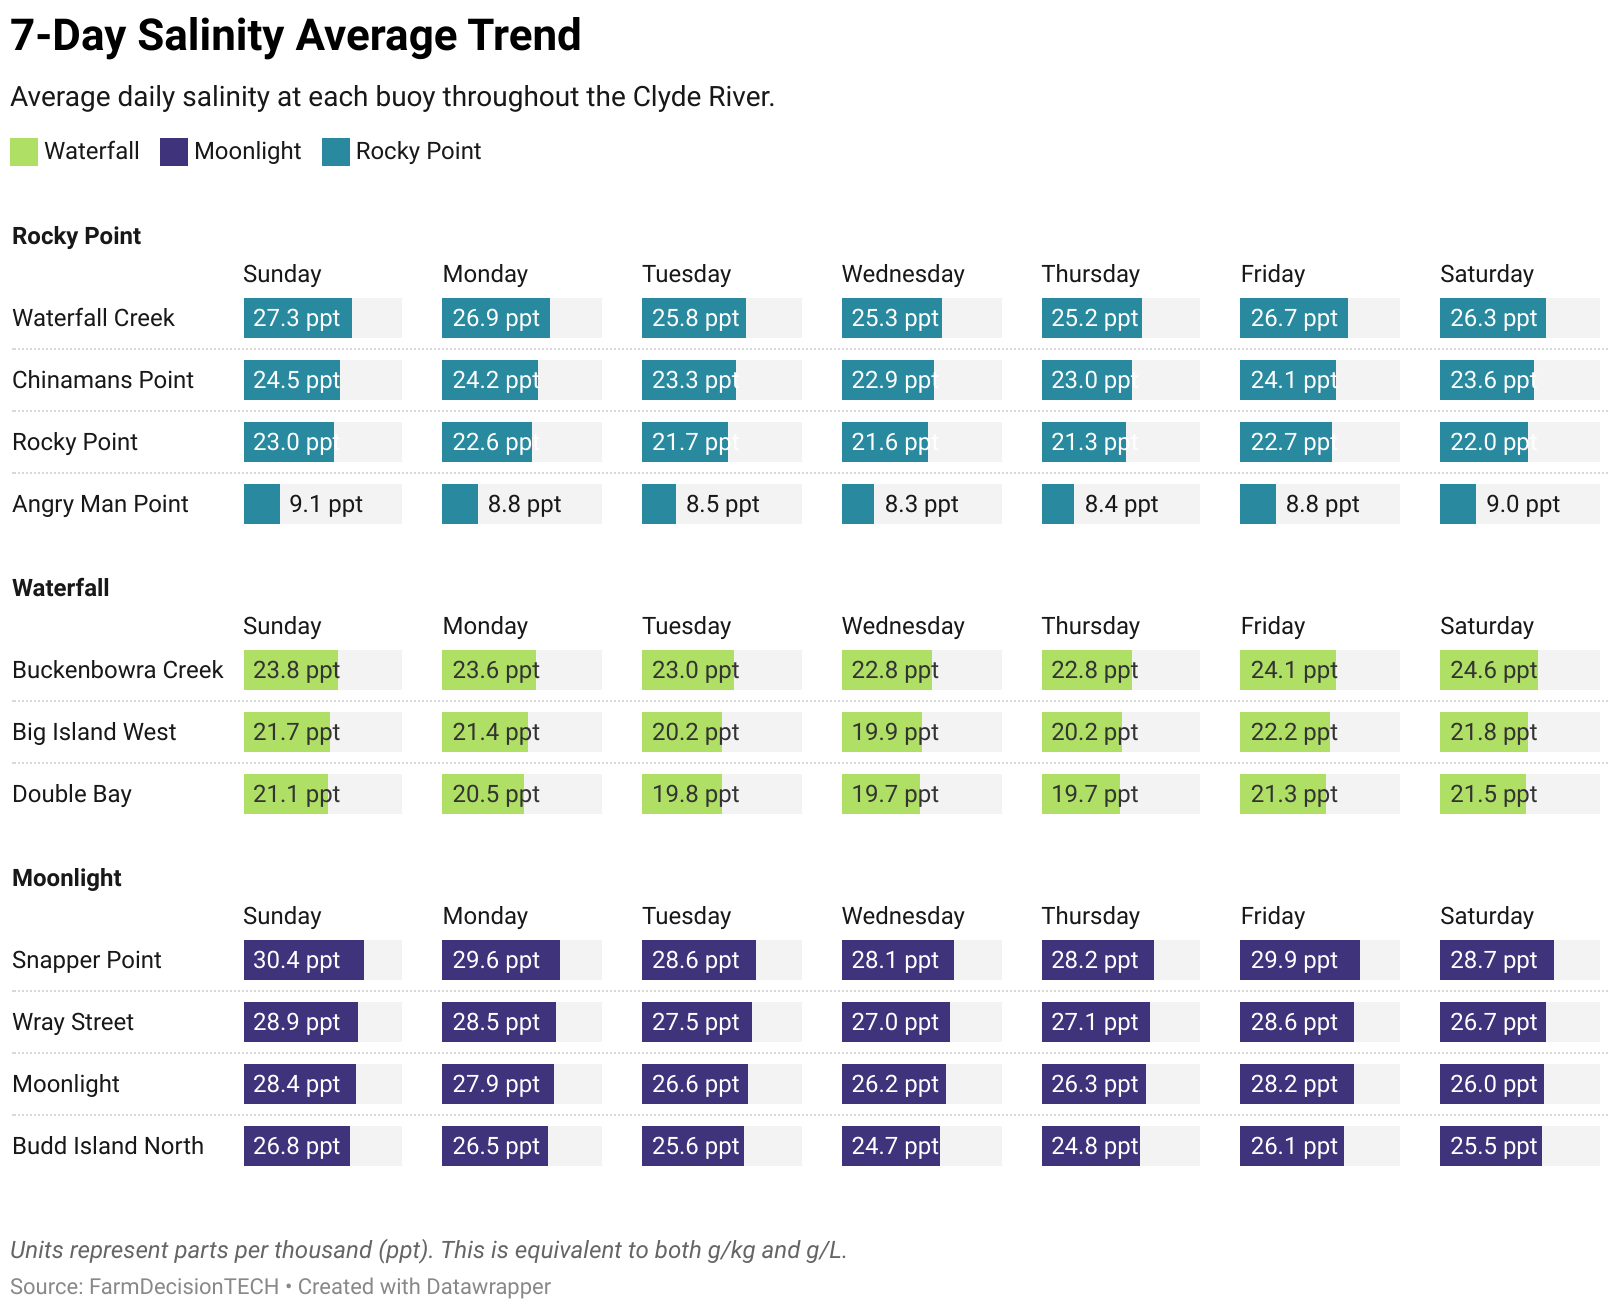 7-Day Salinity Average Trend
Average daily salinity at each buoy throughout the Clyde River.
Waterfall Moonlight Rocky Point
Rocky Point
Sunday Monday Tuesday Wednesday Thursday Friday Saturday
Waterfall Creek 27.3 ppt 26.9 ppt 25.8 ppt 25.3 ppt 25.2 ppt 26.7 ppt 26.3 ppt
Chinamans Point 24.5 ppt 24.2 ppt 23.3 ppt 22.9 ppt 23.0 ppt 24.1 ppt 23.6 ppt
Rocky Point 23.0 ppt 22.6 ppt 21.7 ppt 21.6 ppt 21.3 ppt 22.7 ppt 22.0 ppt
Angry Man Point 9.1 ppt 8.8 ppt 8.5 ppt 8.3 ppt 8.4 ppt 8.8 ppt 9.0 ppt
Waterfall
Sunday Monday Tuesday Wednesday Thursday Friday Saturday
Buckenbowra Creek 23.8 ppt 23.6 ppt 23.0 ppt 22.8 ppt 22.8 ppt 24.1 ppt 24.6 ppt
Big Island West 21.7 ppt 21.4 ppt 20.2 ppt 19.9 ppt 20.2 ppt 22.2 ppt 21.8 ppt
Double Bay 21.1 ppt 20.5 ppt 19.8 ppt 19.7 ppt 19.7 ppt 21.3 ppt 21.5 ppt
Moonlight
Sunday Monday Tuesday Wednesday Thursday Friday Saturday
Snapper Point 30.4 ppt 29.6 ppt 28.6 ppt 28.1 ppt 28.2 ppt 29.9 ppt 28.7 ppt
Wray Street 28.9 ppt 28.5 ppt 27.5 ppt 27.0 ppt 27.1 ppt 28.6 ppt 26.7 ppt
Moonlight 28.4 ppt 27.9 ppt 26.6 ppt 26.2 ppt 26.3 ppt 28.2 ppt 26.0 ppt
Budd Island North 26.8 ppt 26.5 ppt 25.6 ppt 24.7 ppt 24.8 ppt 26.1 ppt 25.5 ppt
Units represent parts per thousand (ppt). This is equivalent to both g/kg and g/L.
Source: FarmDecisionTECH • Created with Datawrapper